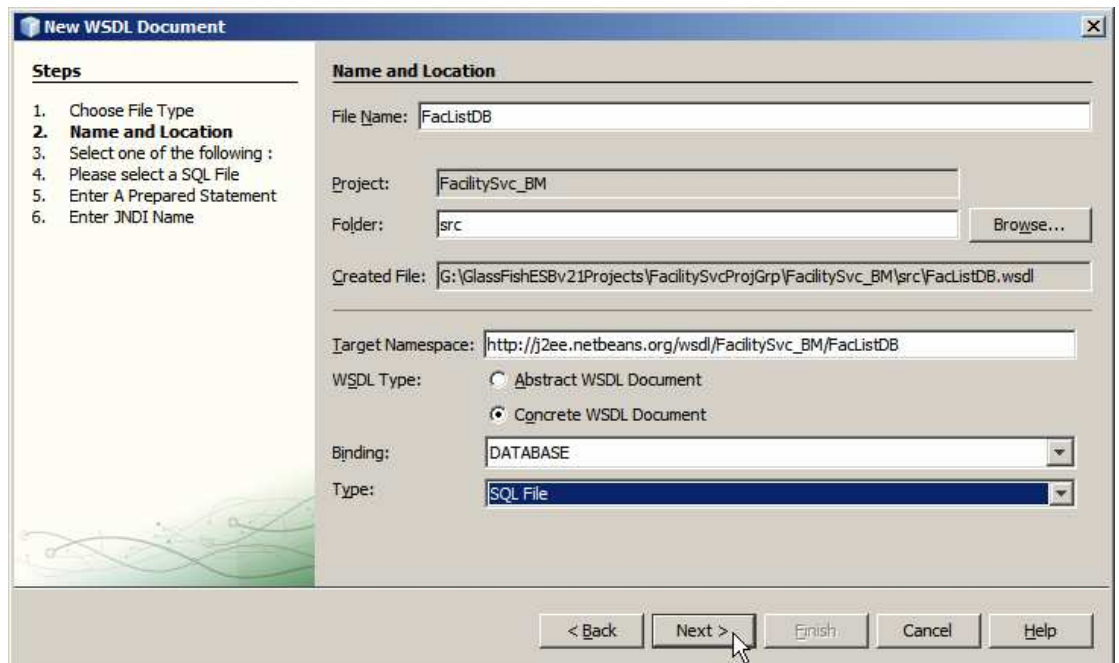 New WSDL Document
Steps
1. Choose File Type
2. Name and Location
3. Select one of the following :
4. Please select a SQL File
5. Enter A Prepared Statement
6. Enter JNDI Name
Name and Location
File Name: FacListDB
Project: FacilitySvc_BM
Folder: src Browse...
Created File: G:\GlassFishESBv21Projects\FacilitySvcProjGrp\FacilitySvc_BM\src\FacListDB.wsdl
Target Namespace: http://j2ee.netbeans.org/wsdl/FacilitySvc_BM/FacListDB
WSDL Type: Abstract WSDL Document
Concrete WSDL Document
Binding: DATABASE
Type: SQL File
< Back Next > Finish Cancel Help